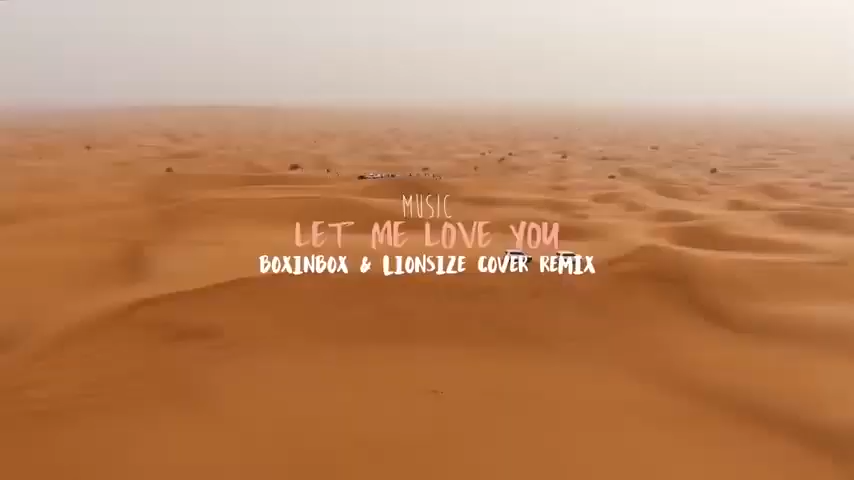 MUSIC
LET ME LOVE YOU
BOXINBOX & LIONSIZE COVER REMIX